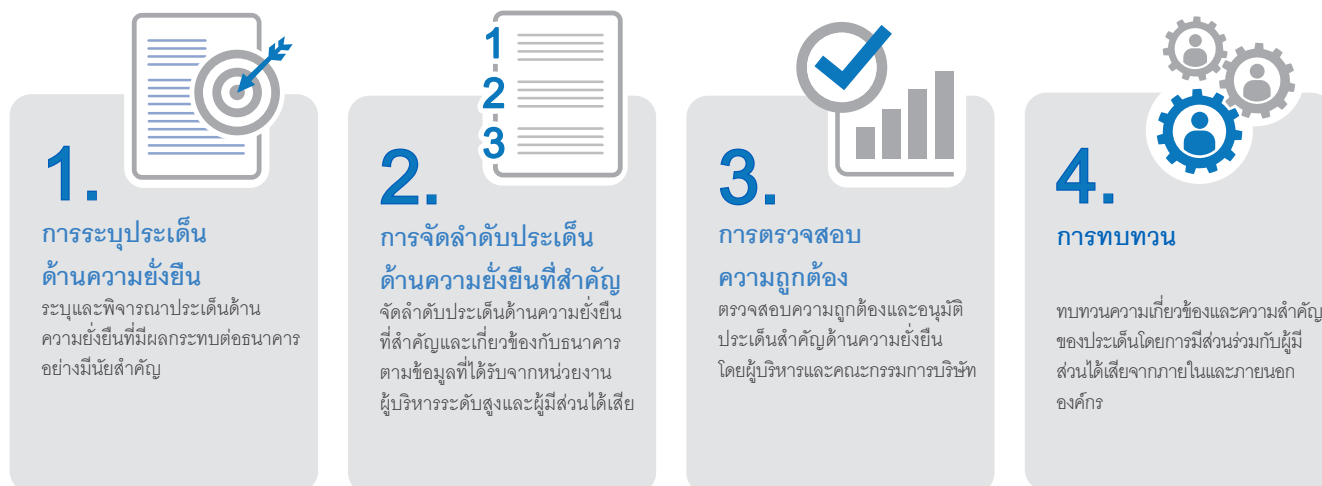 1.
การระบุประเด็น
ด้านความยั่งยืน
ระบุและพิจารณาประเด็นด้าน
ความยั่งยืนที่มีผลกระทบต่อธนาคาร
อย่างมีนัยสำคัญ
1
2
3
2.
การจัดลำดับประเด็น
ด้านความยั่งยืนที่สำคัญ
จัดลำดับประเด็นด้านความยั่งยืน
ที่สำคัญและเกี่ยวข้องกับธนาคาร
ตามข้อมูลที่ได้รับจากหน่วยงาน
ผู้บริหารระดับสูงและผู้มีส่วนได้เสีย
3.
การตรวจสอบ
ความถูกต้อง
ตรวจสอบความถูกต้องและอนุมัติ
ประเด็นสำคัญด้านความยั่งยืน
โดยผู้บริหารและคณะกรรมการบริษัท
4.
การทบทวน
ทบทวนความเกี่ยวข้องและความสำคัญ
ของประเด็นโดยการมีส่วนร่วมกับผู้มี
ส่วนได้เสียจากภายในและภายนอก
องค์กร